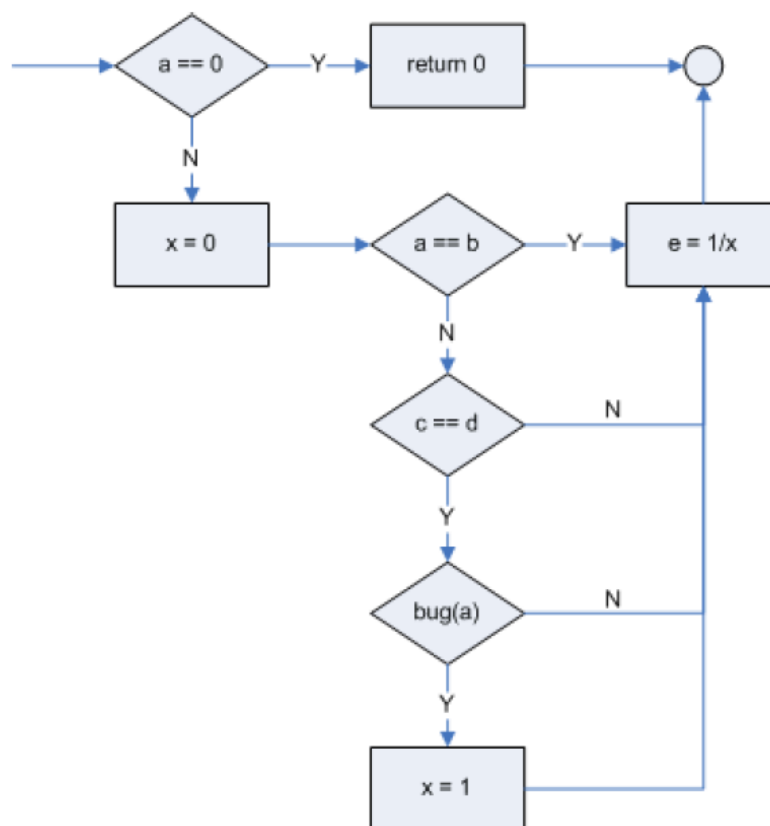 a == 0
Y
return 0
N
x = 0
a == b
Y
e = 1/x
N
c == d
N
Y
bug(a)
N
Y
x = 1